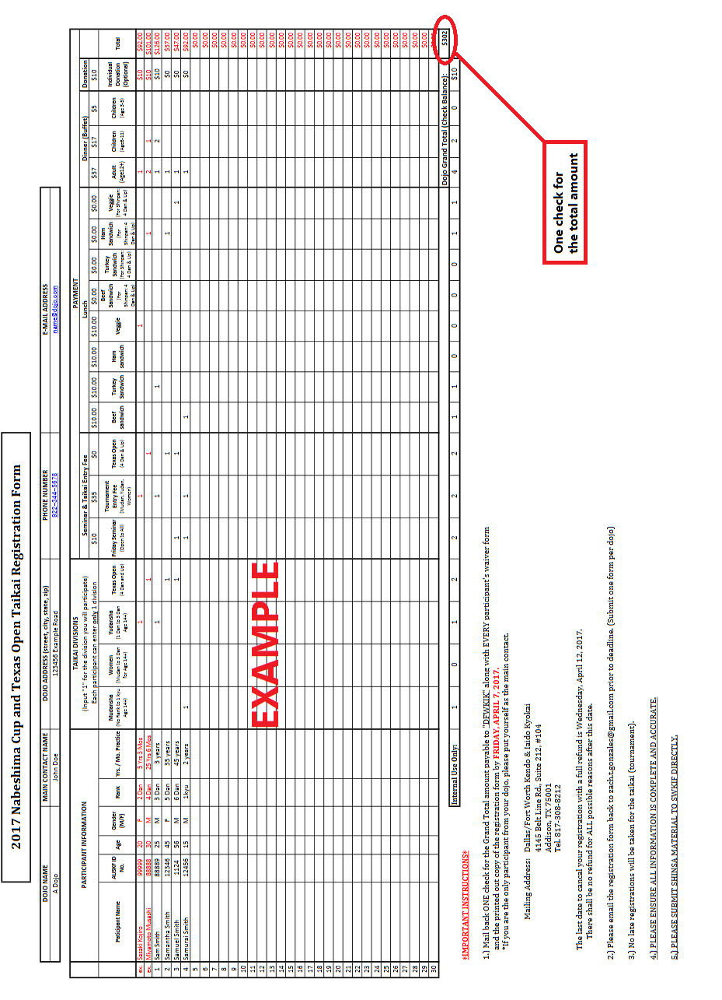 2017 Nabeshima Cup and Texas Open Taikai Registration Form
DOJO NAME MAIN CONTACT NAME DOJO ADDRESS (street, city, state, zip) PHONE NUMBER E-MAIL ADDRESS
A Dojo John Doe 123456 Example Road 922-344-5678 name@dojo.com
PARTICIPANT INFORMATION TAIKAI DIVISIONS PAYMENT
(Input "1" for the division you will participate) Seminar & Taikai Entry Fee Lunch Dinner (Buffet) Donation
Each participant can enter only 1 division $10 $35 $0 $10.00 $10.00 $10.00 $10.00 $0.00 $0.00 $0.00 $0.00 $37 $17 $5 $10
Paticipant Name
AUSKF ID No.
Age
Gender (M/F)
Rank
Yrs. / Mo. Practice
Mudansha (No Rank to 1 kyu Age 14+)
Women (Mudan to 3 Dan for Age 14+)
Yudansha (1 Dan to 3 Dan Age 14+)
Texas Open (4 Dan and Up)
Friday Seminar (Open to All)
Tournament Entry Fee (Mudan, Yudan, Women)
Texas Open (4 Dan & Up)
Beef sandwich
Turkey Sandwich
Ham sandwich
Veggie
Beef Sandwich (For Shinpan: 4 Dan & Up)
Turkey Sandwich (For Shinpan: 4 Dan & Up)
Ham Sandwich (For Shinpan: 4 Dan & Up)
Veggie (For Shinpan: 4 Dan & Up)
Adult (Age12+)
Children (Age6-11)
Children (Age 3-5)
Individual Donation (Optional)
Total
ex. Sasaki Kojiro 99999 20 F 2 Dan 5 Yrs 3 Mos 1 1 1 1 $10 $92.00
ex. Miyamoto Musashi 88888 30 M 4 Dan 25 Yrs 6 Mos 1 1 1 2 1 $10 $101.00
1 Sam Smith 88889 25 M 3 Dan 3 years 1 1 1 1 2 $10 $126.00
2 Samantha Smith 12346 45 F 5 Dan 35 years 1 1 1 1 $0 $37.00
3 Samuel Smith 1124 56 M 6 Dan 45 years 1 1 1 1 1 $0 $47.00
4 Samurai Smith 12456 15 M 1kyu 2 years 1 1 1 1 1 $0 $92.00
5 $0.00
6 $0.00
7 $0.00
8 $0.00
9 $0.00
10 $0.00
11 $0.00
12 $0.00
13 $0.00
14 $0.00
15 $0.00
16 $0.00
17 $0.00
18 $0.00
19 $0.00
20 $0.00
21 $0.00
22 $0.00
23 $0.00
24 $0.00
25 $0.00
26 $0.00
27 $0.00
28 $0.00
29 $0.00
30
EXAMPLE
Dojo Grand Total (Check Balance): $302
Internal Use Only: 1 0 1 2 2 2 2 1 1 0 0 0 0 1 1 4 2 0 $10
One check for
the total amount
*IMPORTANT INSTRUCTIONS*
1.) Mail back ONE check for the Grand Total amount payable to "DFWKIK" along with EVERY participant's waiver form
and the printed out copy of the registration form by FRIDAY, APRIL 7, 2017.
*If you are the only participant from your dojo, please put yourself as the main contact.
Mailing Address: Dallas/Fort Worth Kendo & Iaido Kyokai
4145 Belt Line Rd., Suite 212, #104
Addison, TX 75001
Tel. 817-308-8212
The last date to cancel your registration with a full refund is Wednesday, April 12, 2017.
There shall be no refund for ALL possible reasons after this date.
2.) Please email the registration form back to zach.t.gonzales@gmail.com prior to deadline. (Submit one form per dojo)
3.) No late registrations will be taken for the taikai (tournament).
4.) PLEASE ENSURE ALL INFORMATION IS COMPLETE AND ACCURATE.
5.) PLEASE SUBMIT SHINSA MATERIAL TO SWKIF DIRECTLY.